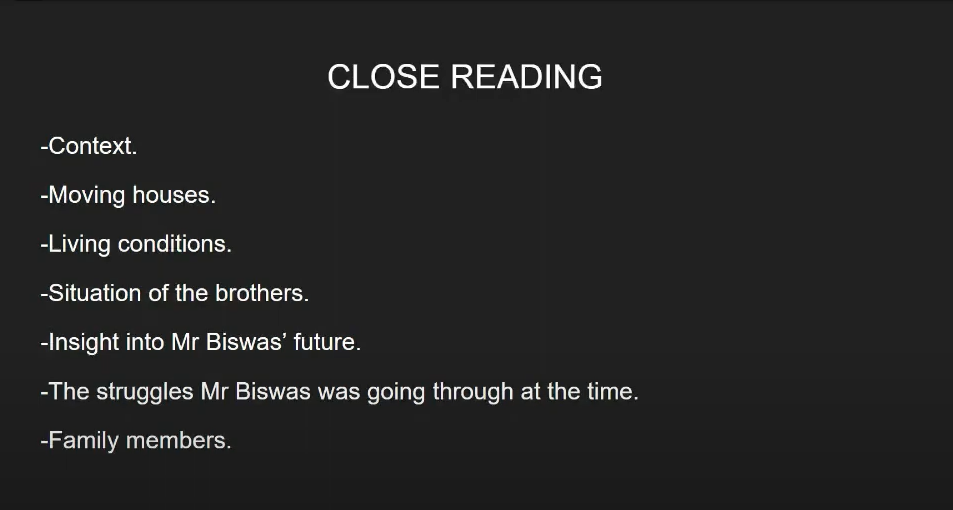 CLOSE READING
-Context.
-Moving houses.
-Living conditions.
-Situation of the brothers.
-Insight into Mr Biswas’ future.
-The struggles Mr Biswas was going through at the time.
-Family members.